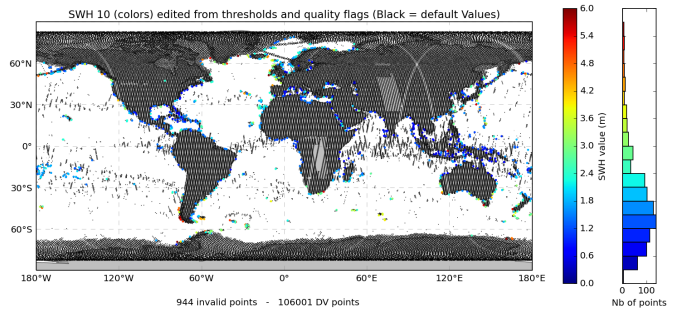 SWH 10 (colors) edited from thresholds and quality flags (Black = default Values)
60°N
30°N
0°
30°S
60°S
180°W 120°W 60°W 0° 60°E 120°E 180°E
944 invalid points - 106001 DV points
6.0
5.4
4.8
4.2
3.6
3.0
2.4
1.8
1.2
0.6
0.0
SWH value (m)
0 100
Nb of points